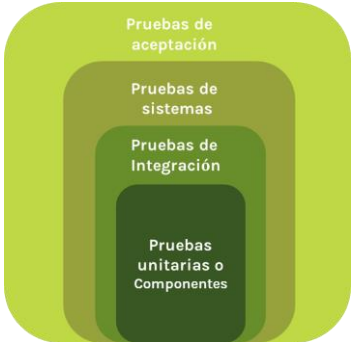 Pruebas de
aceptación
Pruebas de
sistemas
Pruebas de
Integración
Pruebas
unitarias o
Componentes